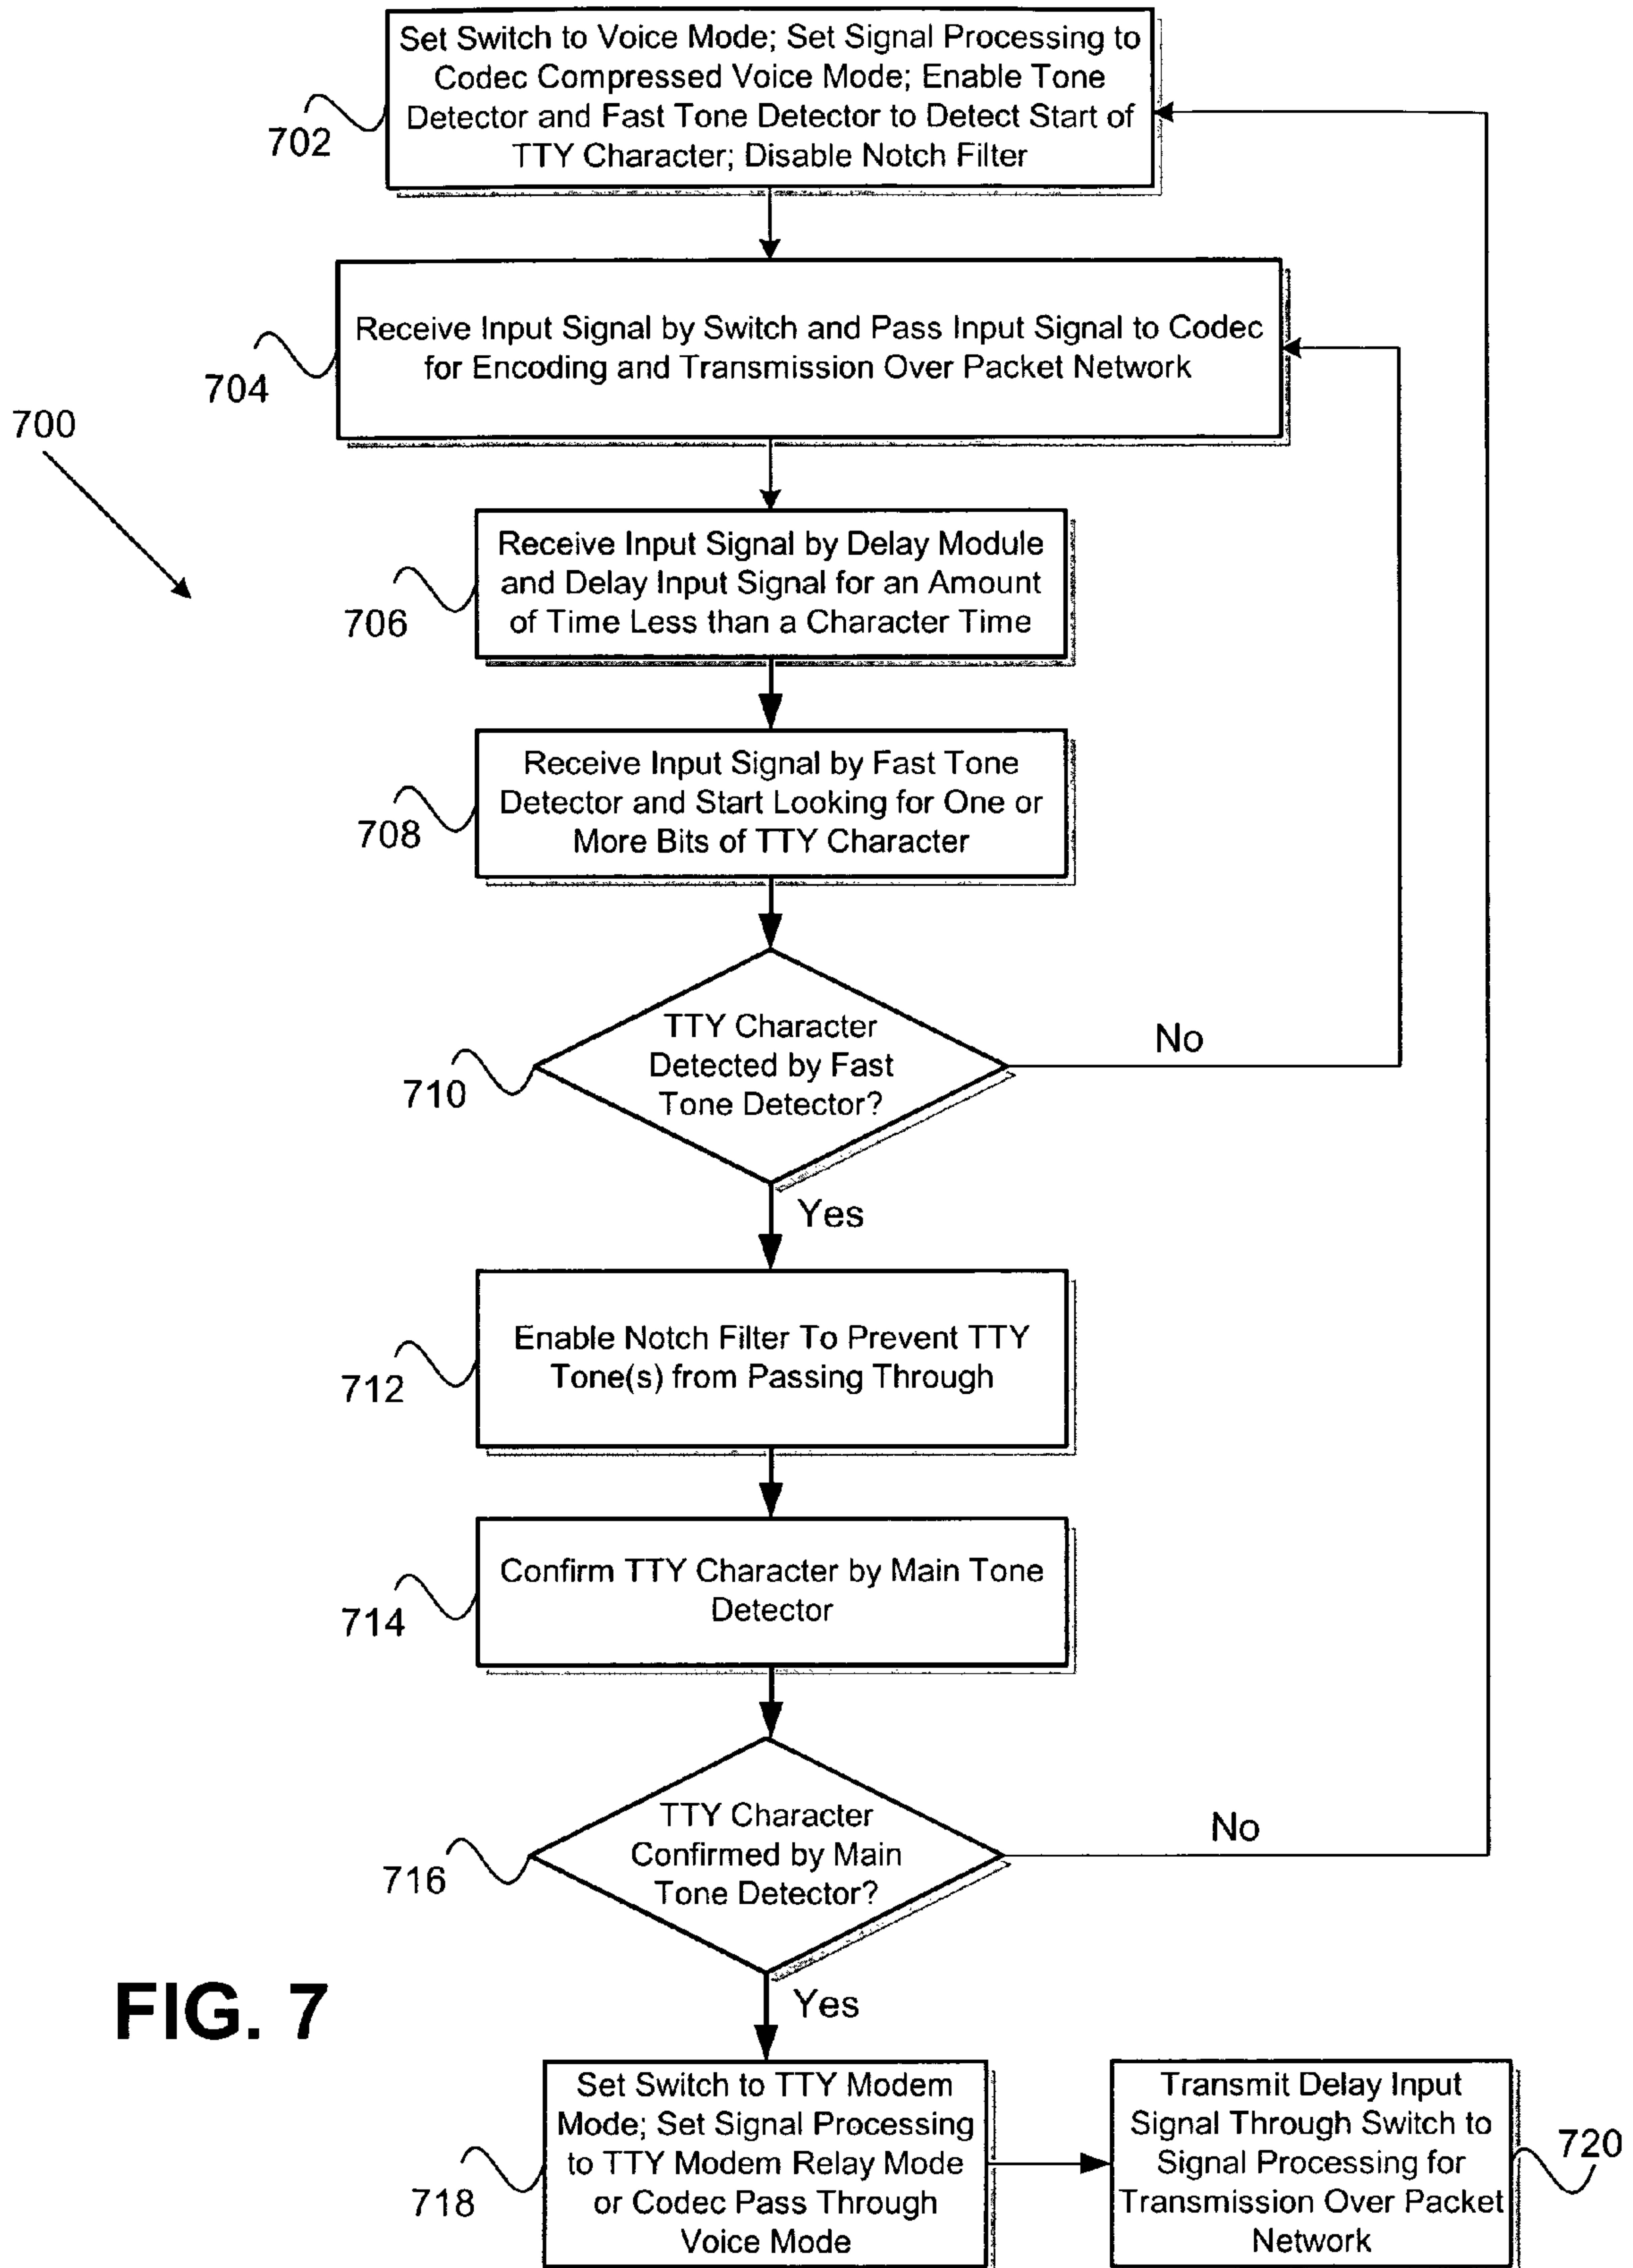 Set Switch to Voice Mode; Set Signal Processing to
Codec Compressed Voice Mode; Enable Tone
Detector and Fast Tone Detector to Detect Start of
TTY Character; Disable Notch Filter
702
Receive Input Signal by Switch and Pass Input Signal to Codec
for Encoding and Transmission Over Packet Network
704
700
Receive Input Signal by Delay Module
and Delay Input Signal for an Amount
of Time Less than a Character Time
706
Receive Input Signal by Fast Tone
Detector and Start Looking for One or
More Bits of TTY Character
708
TTY Character
Detected by Fast
Tone Detector?
710
No
Yes
Enable Notch Filter To Prevent TTY
Tone(s) from Passing Through
712
Confirm TTY Character by Main Tone
Detector
714
TTY Character
Confirmed by Main
Tone Detector?
716
No
Yes
FIG. 7
Set Switch to TTY Modem
Mode; Set Signal Processing
to TTY Modem Relay Mode
or Codec Pass Through
Voice Mode
718
Transmit Delay Input
Signal Through Switch to
Signal Processing for
Transmission Over Packet
Network
720